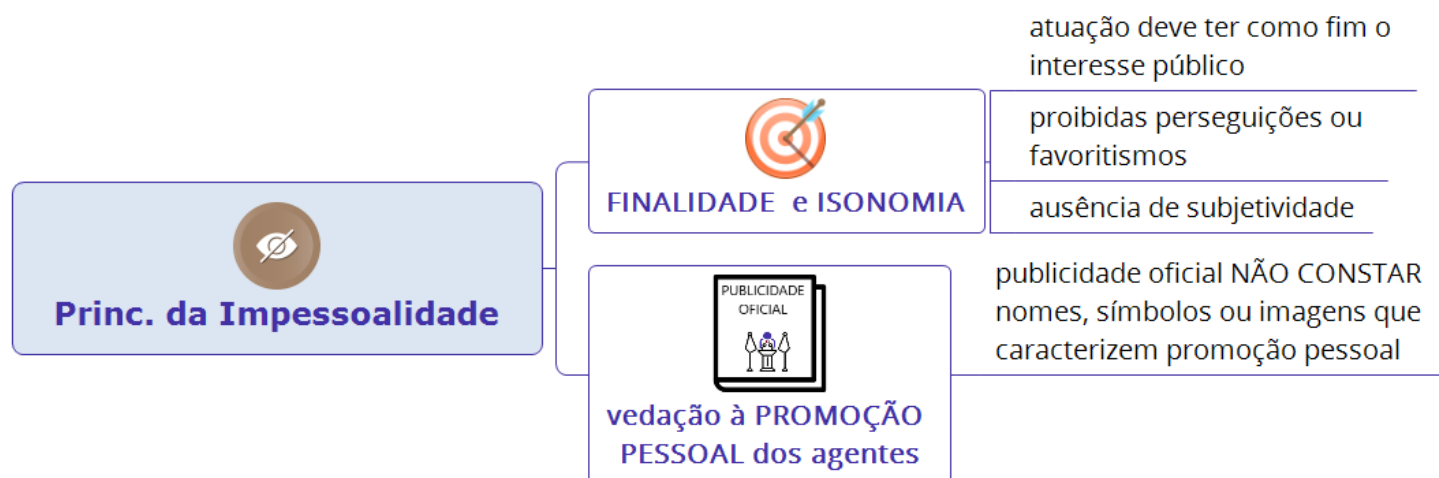 Princ. da Impessoalidade
FINALIDADE e ISONOMIA
atuação deve ter como fim o
interesse público
proibidas perseguições ou
favoritismos
ausência de subjetividade
PUBLICIDADE
OFICIAL
vedação à PROMOÇÃO
PESSOAL dos agentes
publicidade oficial NÃO CONSTAR
nomes, símbolos ou imagens que
caracterizem promoção pessoal